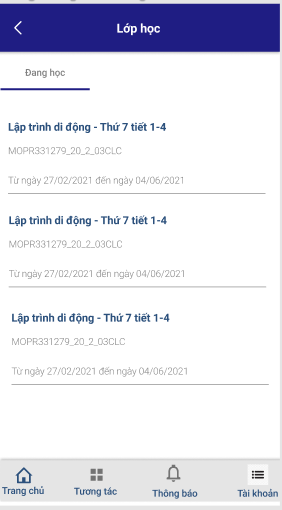 Lớp học
Đang học
Lập trình di động - Thứ 7 tiết 1-4
MOPR331279_20_2_03CLC
Từ ngày 27/02/2021 đến ngày 04/06/2021
Lập trình di động - Thứ 7 tiết 1-4
MOPR331279_20_2_03CLC
Từ ngày 27/02/2021 đến ngày 04/06/2021
Lập trình di động - Thứ 7 tiết 1-4
MOPR331279_20_2_03CLC
Từ ngày 27/02/2021 đến ngày 04/06/2021
Trang chủ Tương tác Thông báo Tài khoản